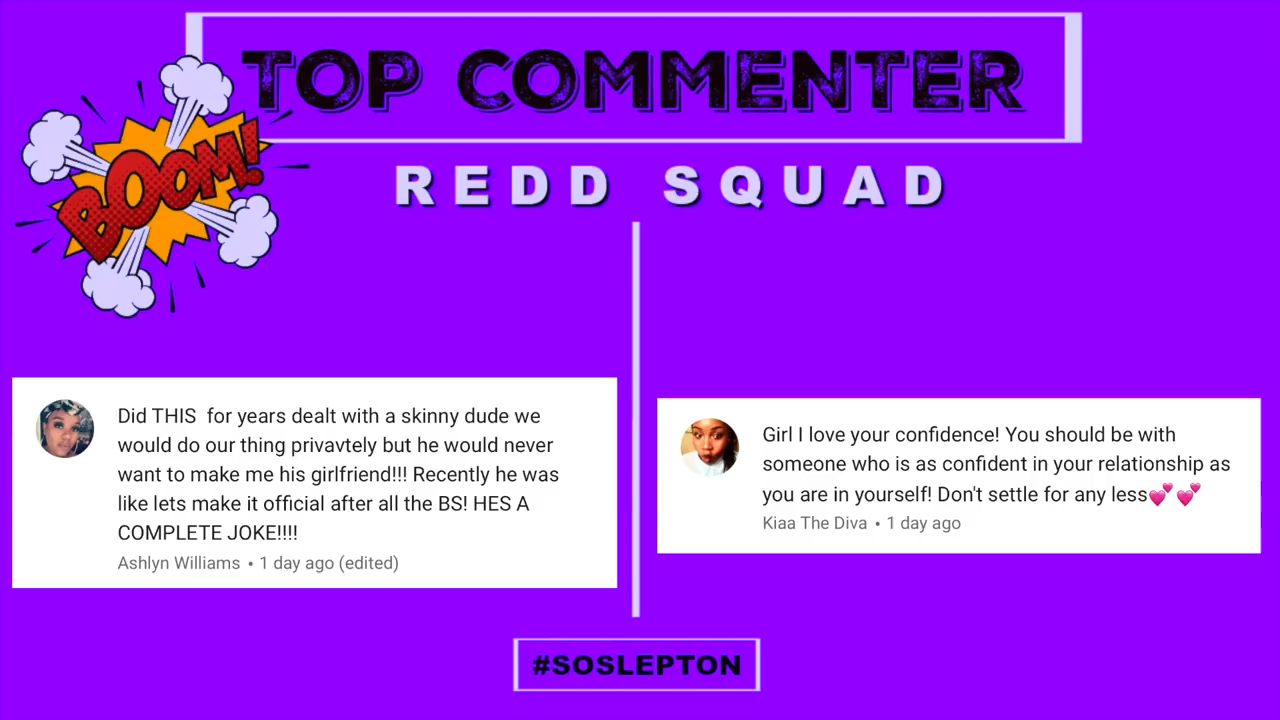 TOP COMMENTER
BOOM!
REDD SQUAD
Did THIS  for years dealt with a skinny dude we
would do our thing privavtely but he would never
want to make me his girlfriend!!! Recently he was
like lets make it official after all the BS! HES A
COMPLETE JOKE!!!!
Ashlyn Williams • 1 day ago (edited)
Girl I love your confidence! You should be with
someone who is as confident in your relationship as
you are in yourself! Don't settle for any less💕 💕
Kiaa The Diva • 1 day ago
#SOSLEPTON